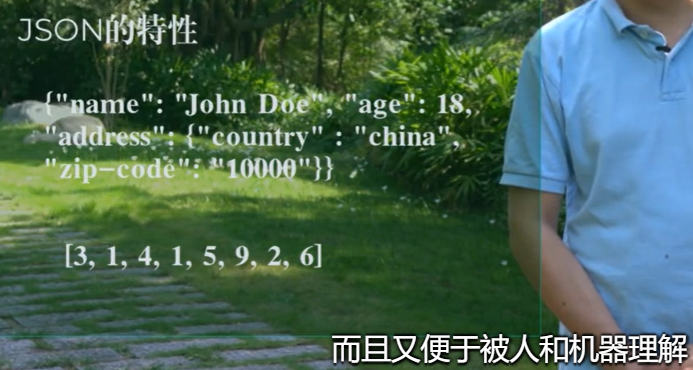 JSON的特性
{"name": "John Doe", "age": 18,
"address": {"country" : "china",
"zip-code": "10000"}}
[3, 1, 4, 1, 5, 9, 2, 6]
而且又便于被人和机器理解